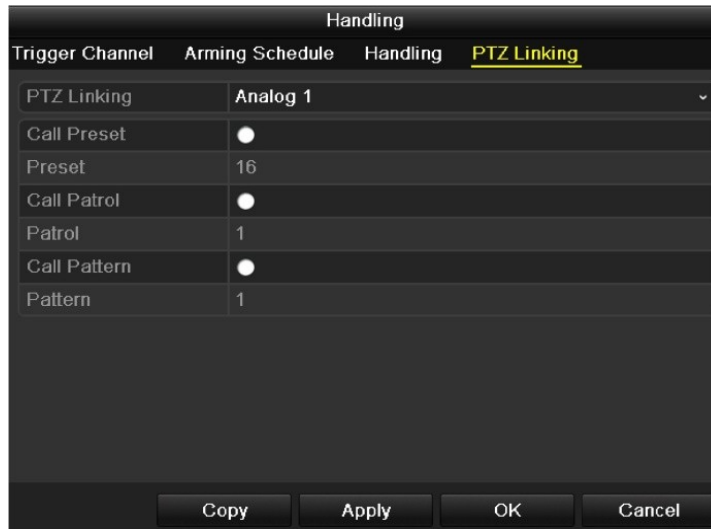 Handling
Trigger Channel Arming Schedule Handling PTZ Linking
PTZ Linking Analog 1
Call Preset
Preset 16
Call Patrol
Patrol 1
Call Pattern
Pattern 1
Copy Apply OK Cancel